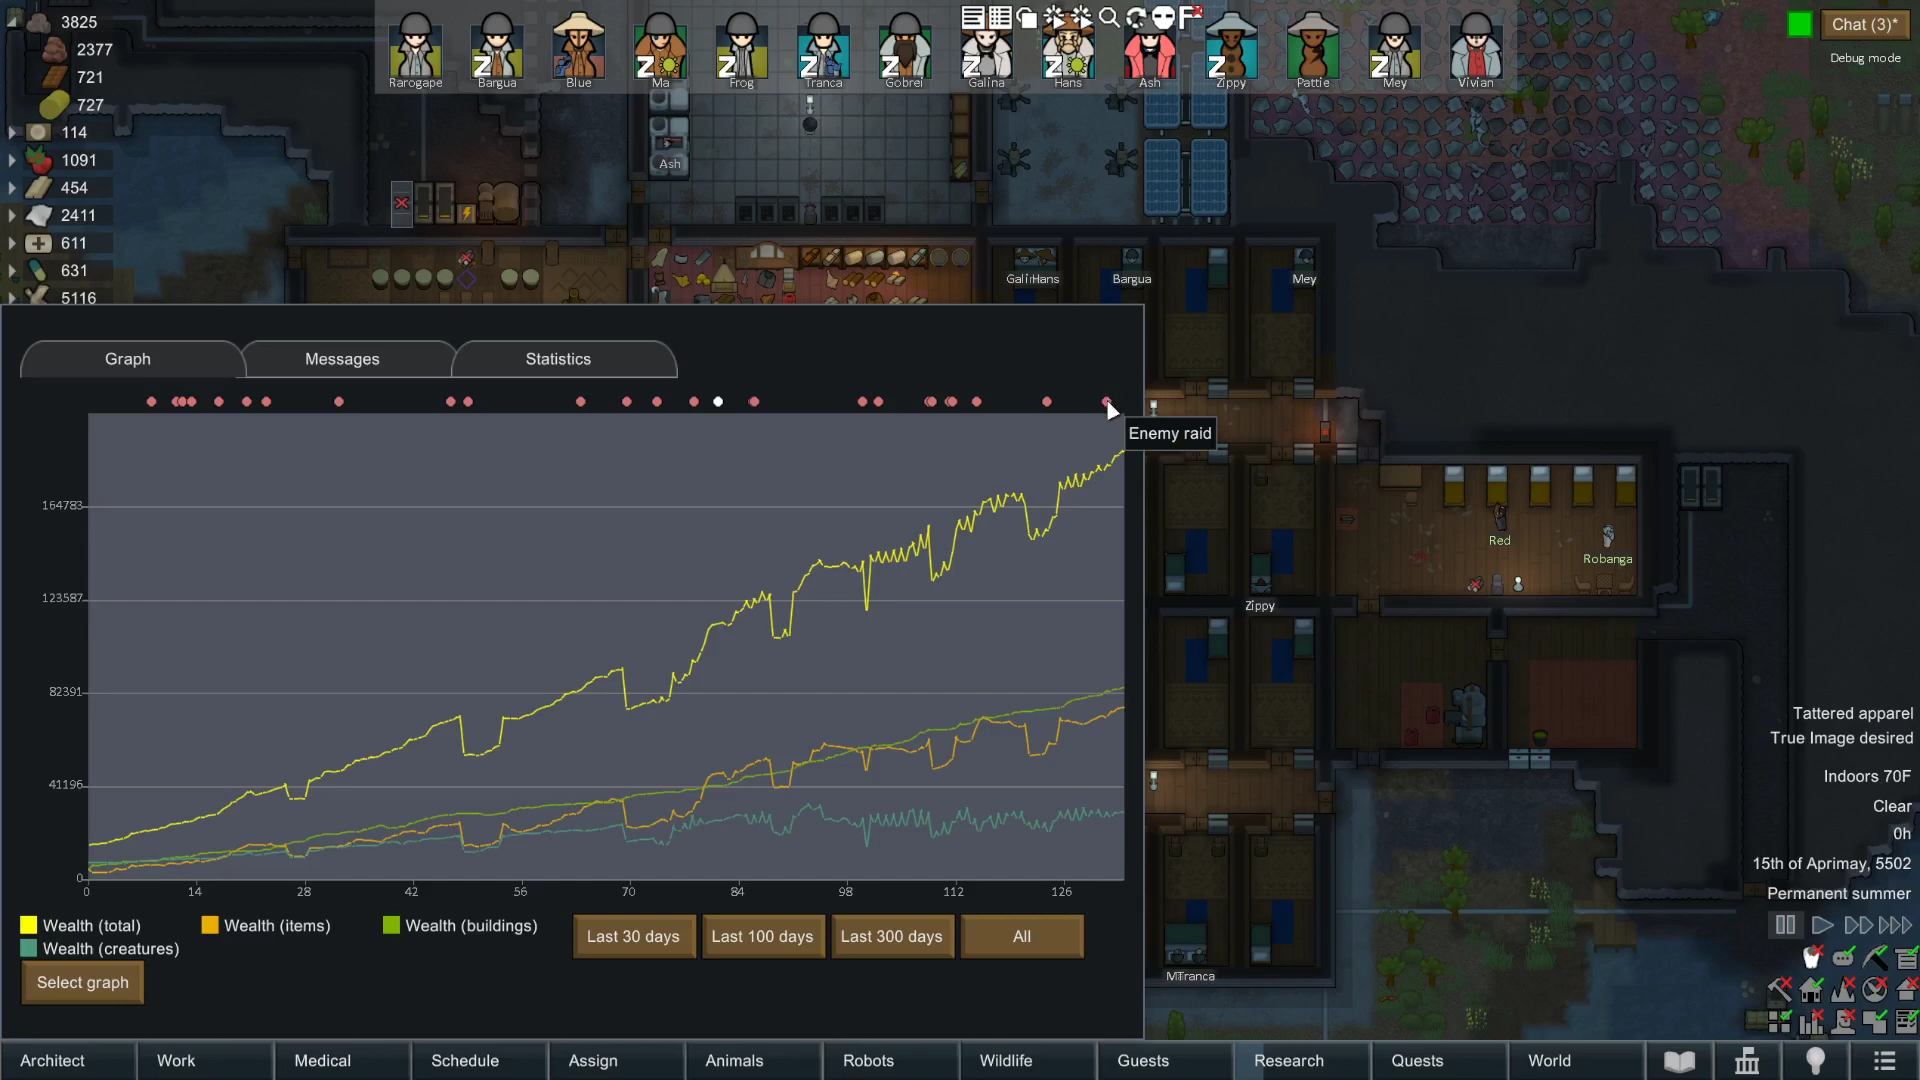 3825
2377
721
727
114
1091
454
2411
611
631
5116
Rarogape
Bargua
Blue
Ma
Frog
Tranca
Gobrei
Galina
Hans
Ash
Zippy
Pattie
Mey
Vivian
Chat (3)*
Debug mode
Ash
Bargua
Mey
Graph
Messages
Statistics
Enemy raid
164783
123587
82391
41196
0
0
14
28
42
56
70
84
98
112
126
Wealth (total)
Wealth (items)
Wealth (buildings)
Wealth (creatures)
Last 30 days
Last 100 days
Last 300 days
All
Select graph
Red
Robanga
Zippy
Tattered apparel
True Image desired
Indoors 70F
Clear
0h
15th of Aprimay, 5502
Permanent summer
Architect
Work
Medical
Schedule
Assign
Animals
Robots
Wildlife
Guests
Research
Quests
World